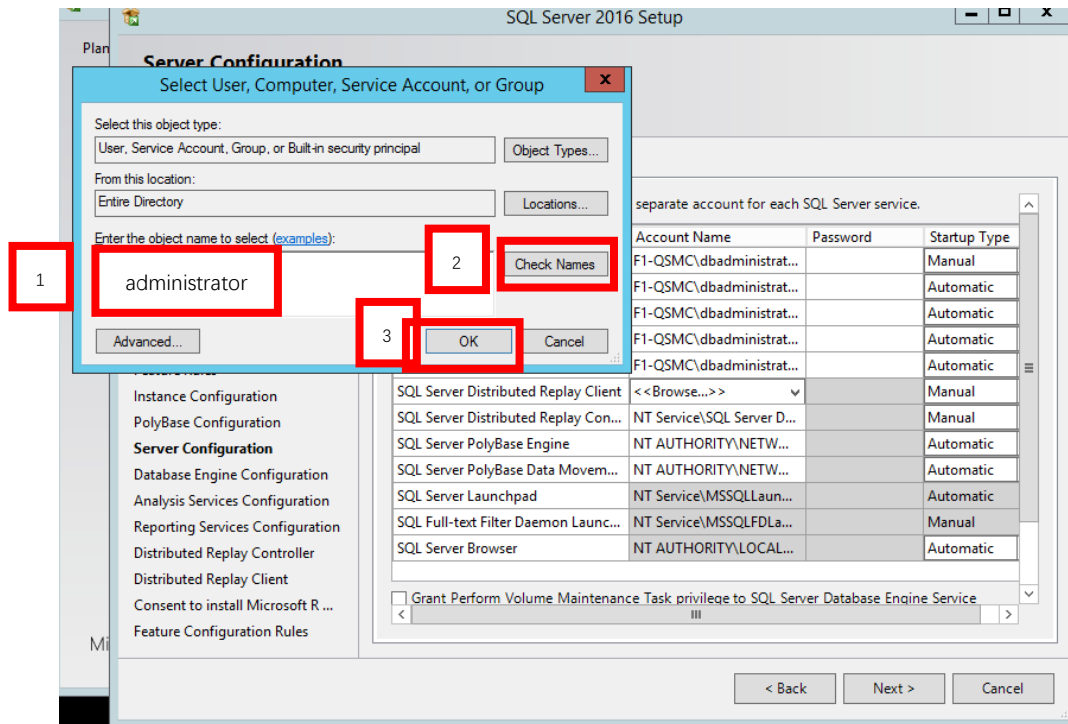 SQL Server 2016 Setup
Plan
Server Configuration
Select User, Computer, Service Account, or Group
Select this object type:
User, Service Account, Group, or Built-in security principal
Object Types...
From this location:
Entire Directory
Locations...
Enter the object name to select (examples):
1
administrator
2
Check Names
3
Advanced...
OK
Cancel
separate account for each SQL Server service.
Account Name Password Startup Type
F1-QSMC\dbadministrat... Manual
F1-QSMC\dbadministrat... Automatic
F1-QSMC\dbadministrat... Automatic
F1-QSMC\dbadministrat... Automatic
F1-QSMC\dbadministrat... Automatic
SQL Server Distributed Replay Client <<Browse...>> Manual
SQL Server Distributed Replay Con... NT Service\SQL Server D... Manual
SQL Server PolyBase Engine NT AUTHORITY\NETW... Automatic
SQL Server PolyBase Data Movem... NT AUTHORITY\NETW... Automatic
SQL Server Launchpad NT Service\MSSQLLaun... Automatic
SQL Full-text Filter Daemon Launc... NT Service\MSSQLFDLa... Manual
SQL Server Browser NT AUTHORITY\LOCAL... Automatic
Grant Perform Volume Maintenance Task privilege to SQL Server Database Engine Service
Instance Configuration
PolyBase Configuration
Server Configuration
Database Engine Configuration
Analysis Services Configuration
Reporting Services Configuration
Distributed Replay Controller
Distributed Replay Client
Consent to install Microsoft R ...
Feature Configuration Rules
Mi
< Back
Next >
Cancel